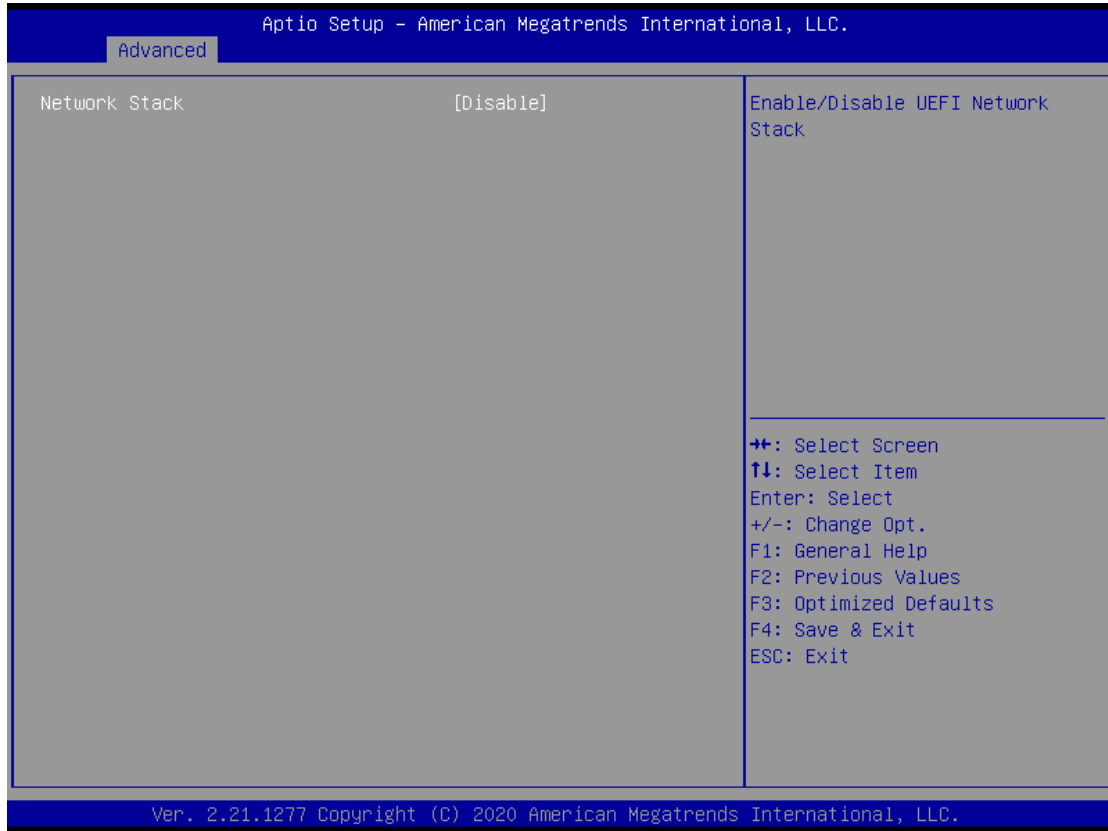 Aptio Setup – American Megatrends International, LLC.
Advanced
Network Stack [Disable]
Enable/Disable UEFI Network
Stack
→←: Select Screen
↑↓: Select Item
Enter: Select
+/-: Change Opt.
F1: General Help
F2: Previous Values
F3: Optimized Defaults
F4: Save & Exit
ESC: Exit
Ver. 2.21.1277 Copyright (C) 2020 American Megatrends International, LLC.